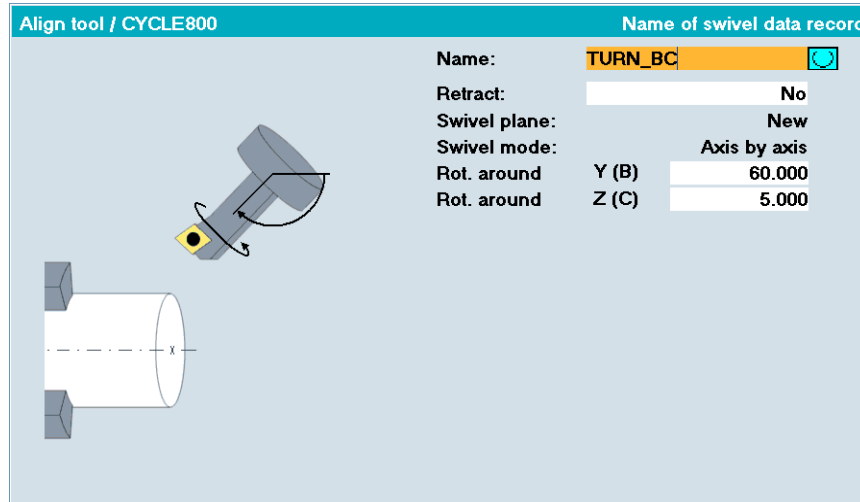 Align tool / CYCLE800 Name of swivel data record
Name: TURN_BC
Retract: No
Swivel plane: New
Swivel mode: Axis by axis
Rot. around Y (B) 60.000
Rot. around Z (C) 5.000